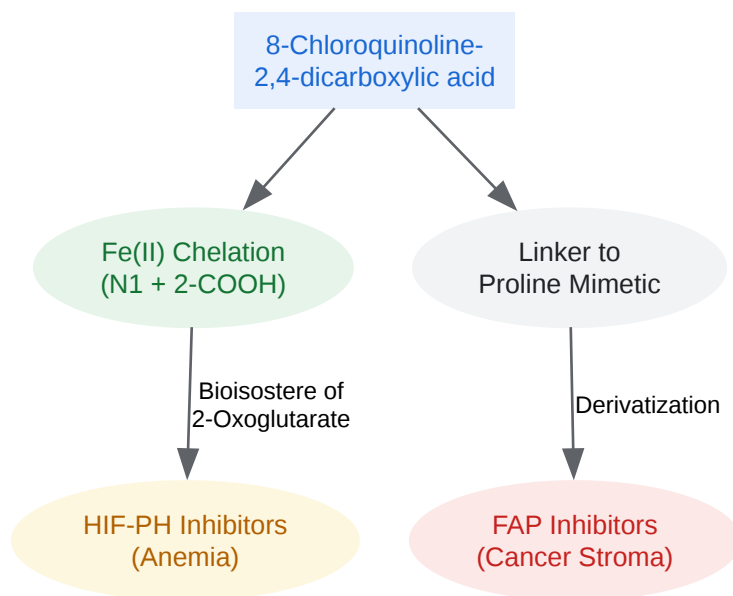 8-Chloroquinoline-
2,4-dicarboxylic acid
Fe(II) Chelation
(N1 + 2-COOH)
Linker to
Proline Mimetic
Bioisostere of
2-Oxoglutarate
Derivatization
HIF-PH Inhibitors
(Anemia)
FAP Inhibitors
(Cancer Stroma)